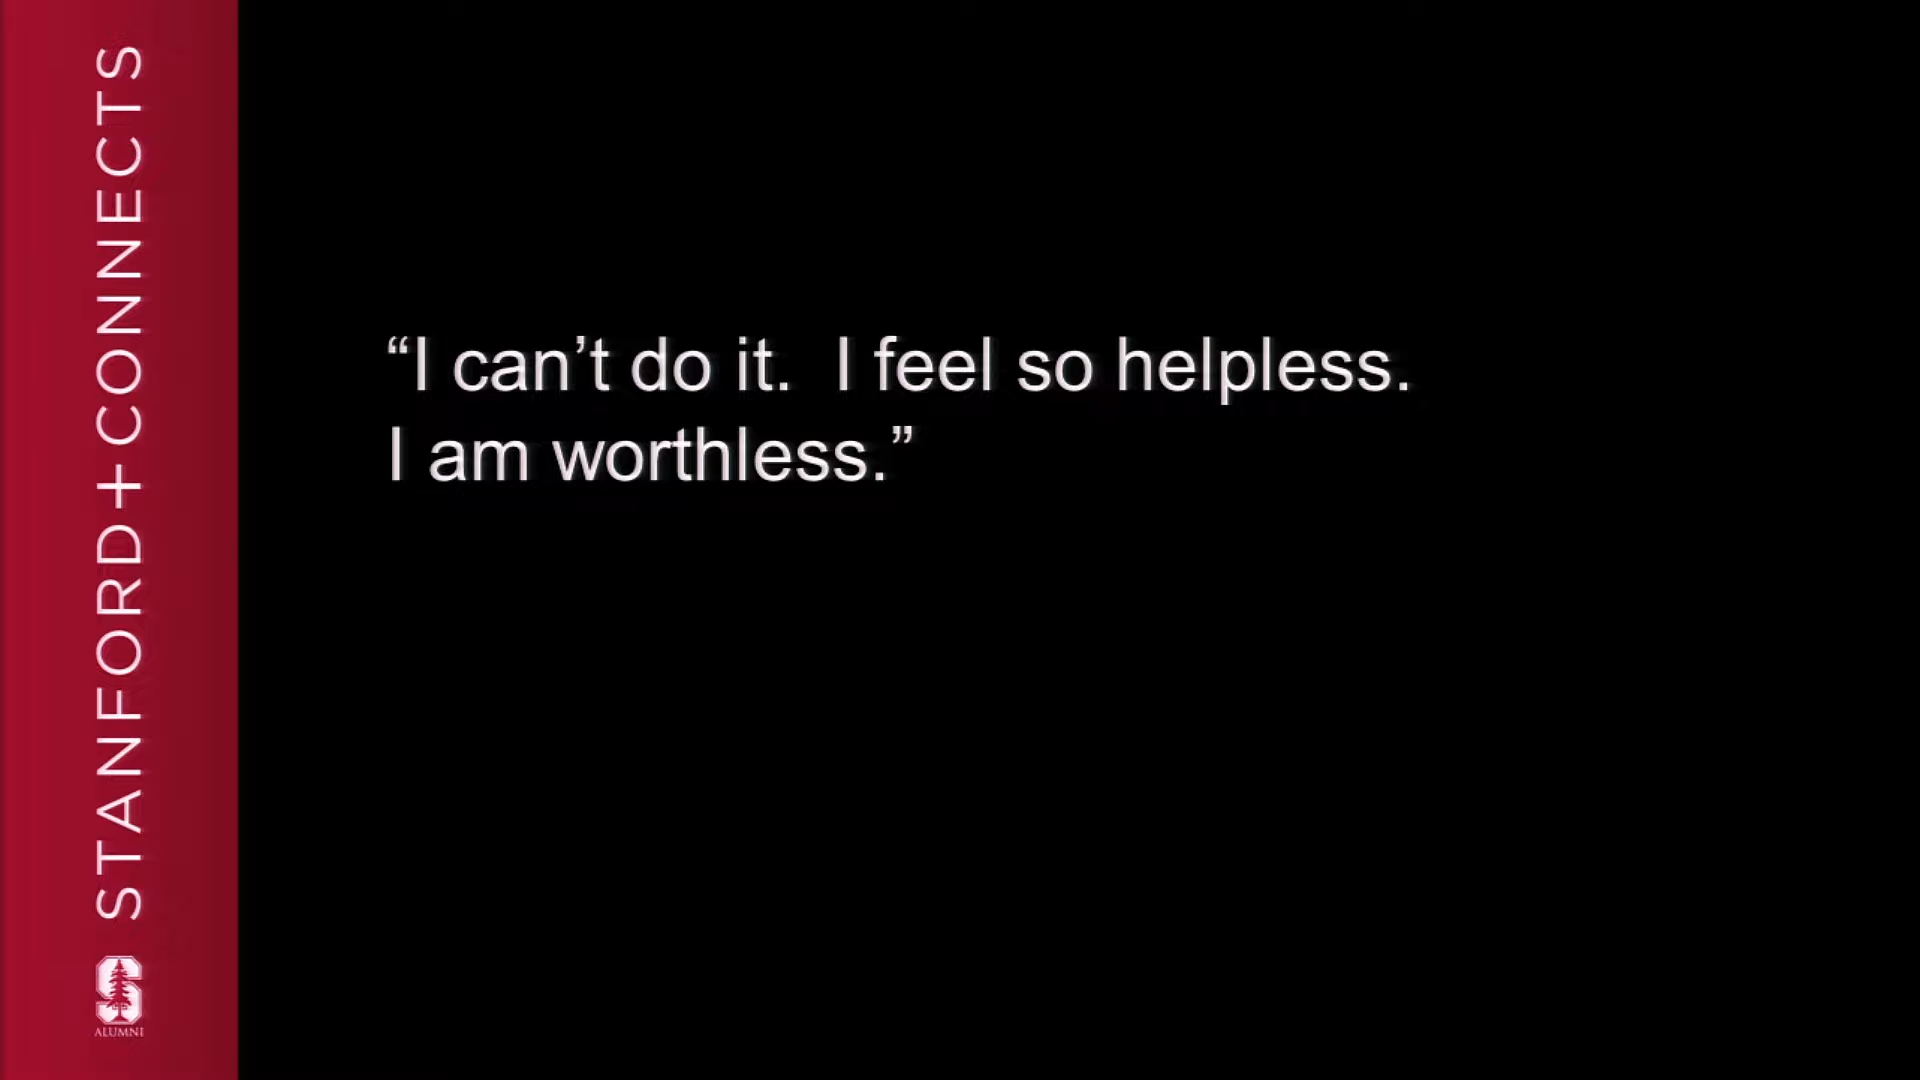 STANFORD+CONNECTS
S
ALUMNI
“I can’t do it.  I feel so helpless.
I am worthless.”